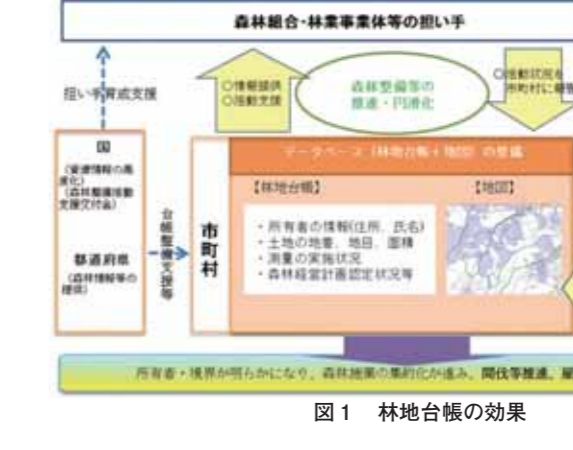 森林組合・林業事業体等の担い手
担い手育成支援
○情報提供
○活動支援
森林整備等の
推進・円滑化
○活動状況を
市町村に報告
国
(森林整備活動
支援交付金)
都道府県
(森林情報等の
提供)
台帳整備支援等
市町村
データベース(林地台帳+地図)の整備
【林地台帳】
・所有者の情報(住所、氏名)
・土地の地番、地目、面積
・測量の実施状況
・森林経営計画認定状況等
【地図】
所有者・境界が明らかになり、森林施業の集約化が進み、間伐等推進、
図1 林地台帳の効果